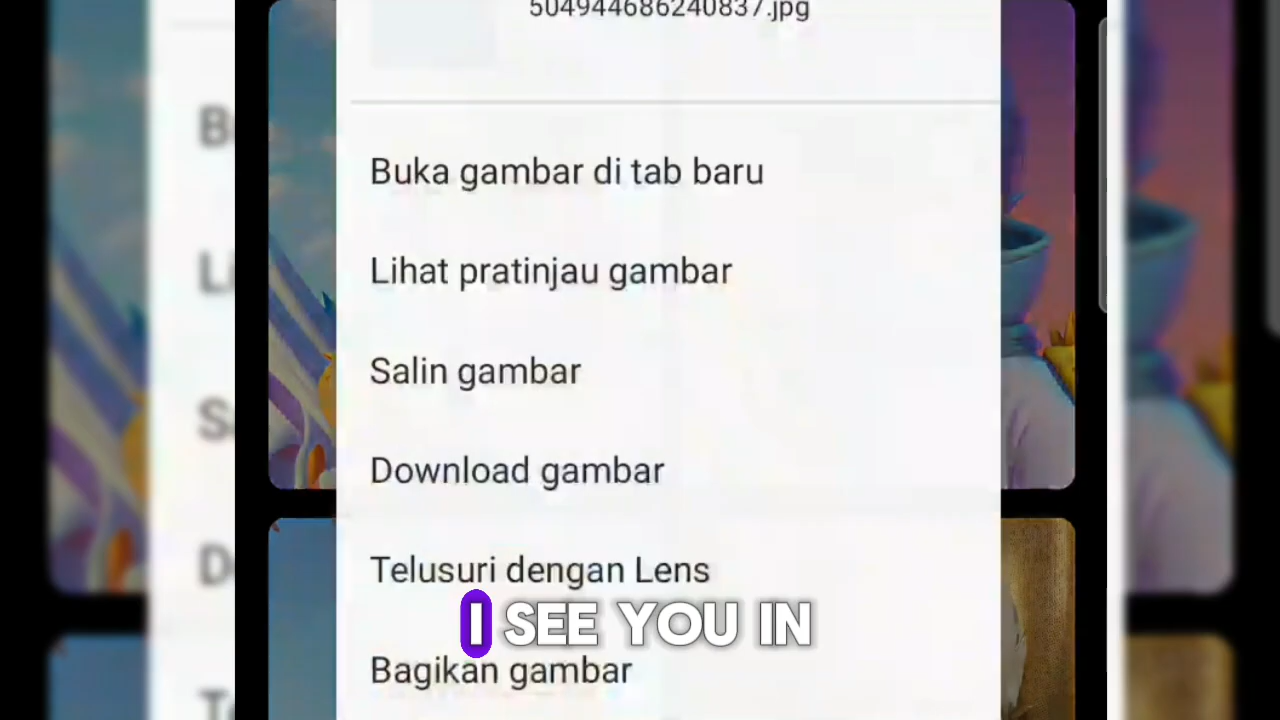 504944686240837.jpg
Buka gambar di tab baru
Lihat pratinjau gambar
Salin gambar
Download gambar
Telusuri dengan Lens
I SEE YOU IN
Bagikan gambar